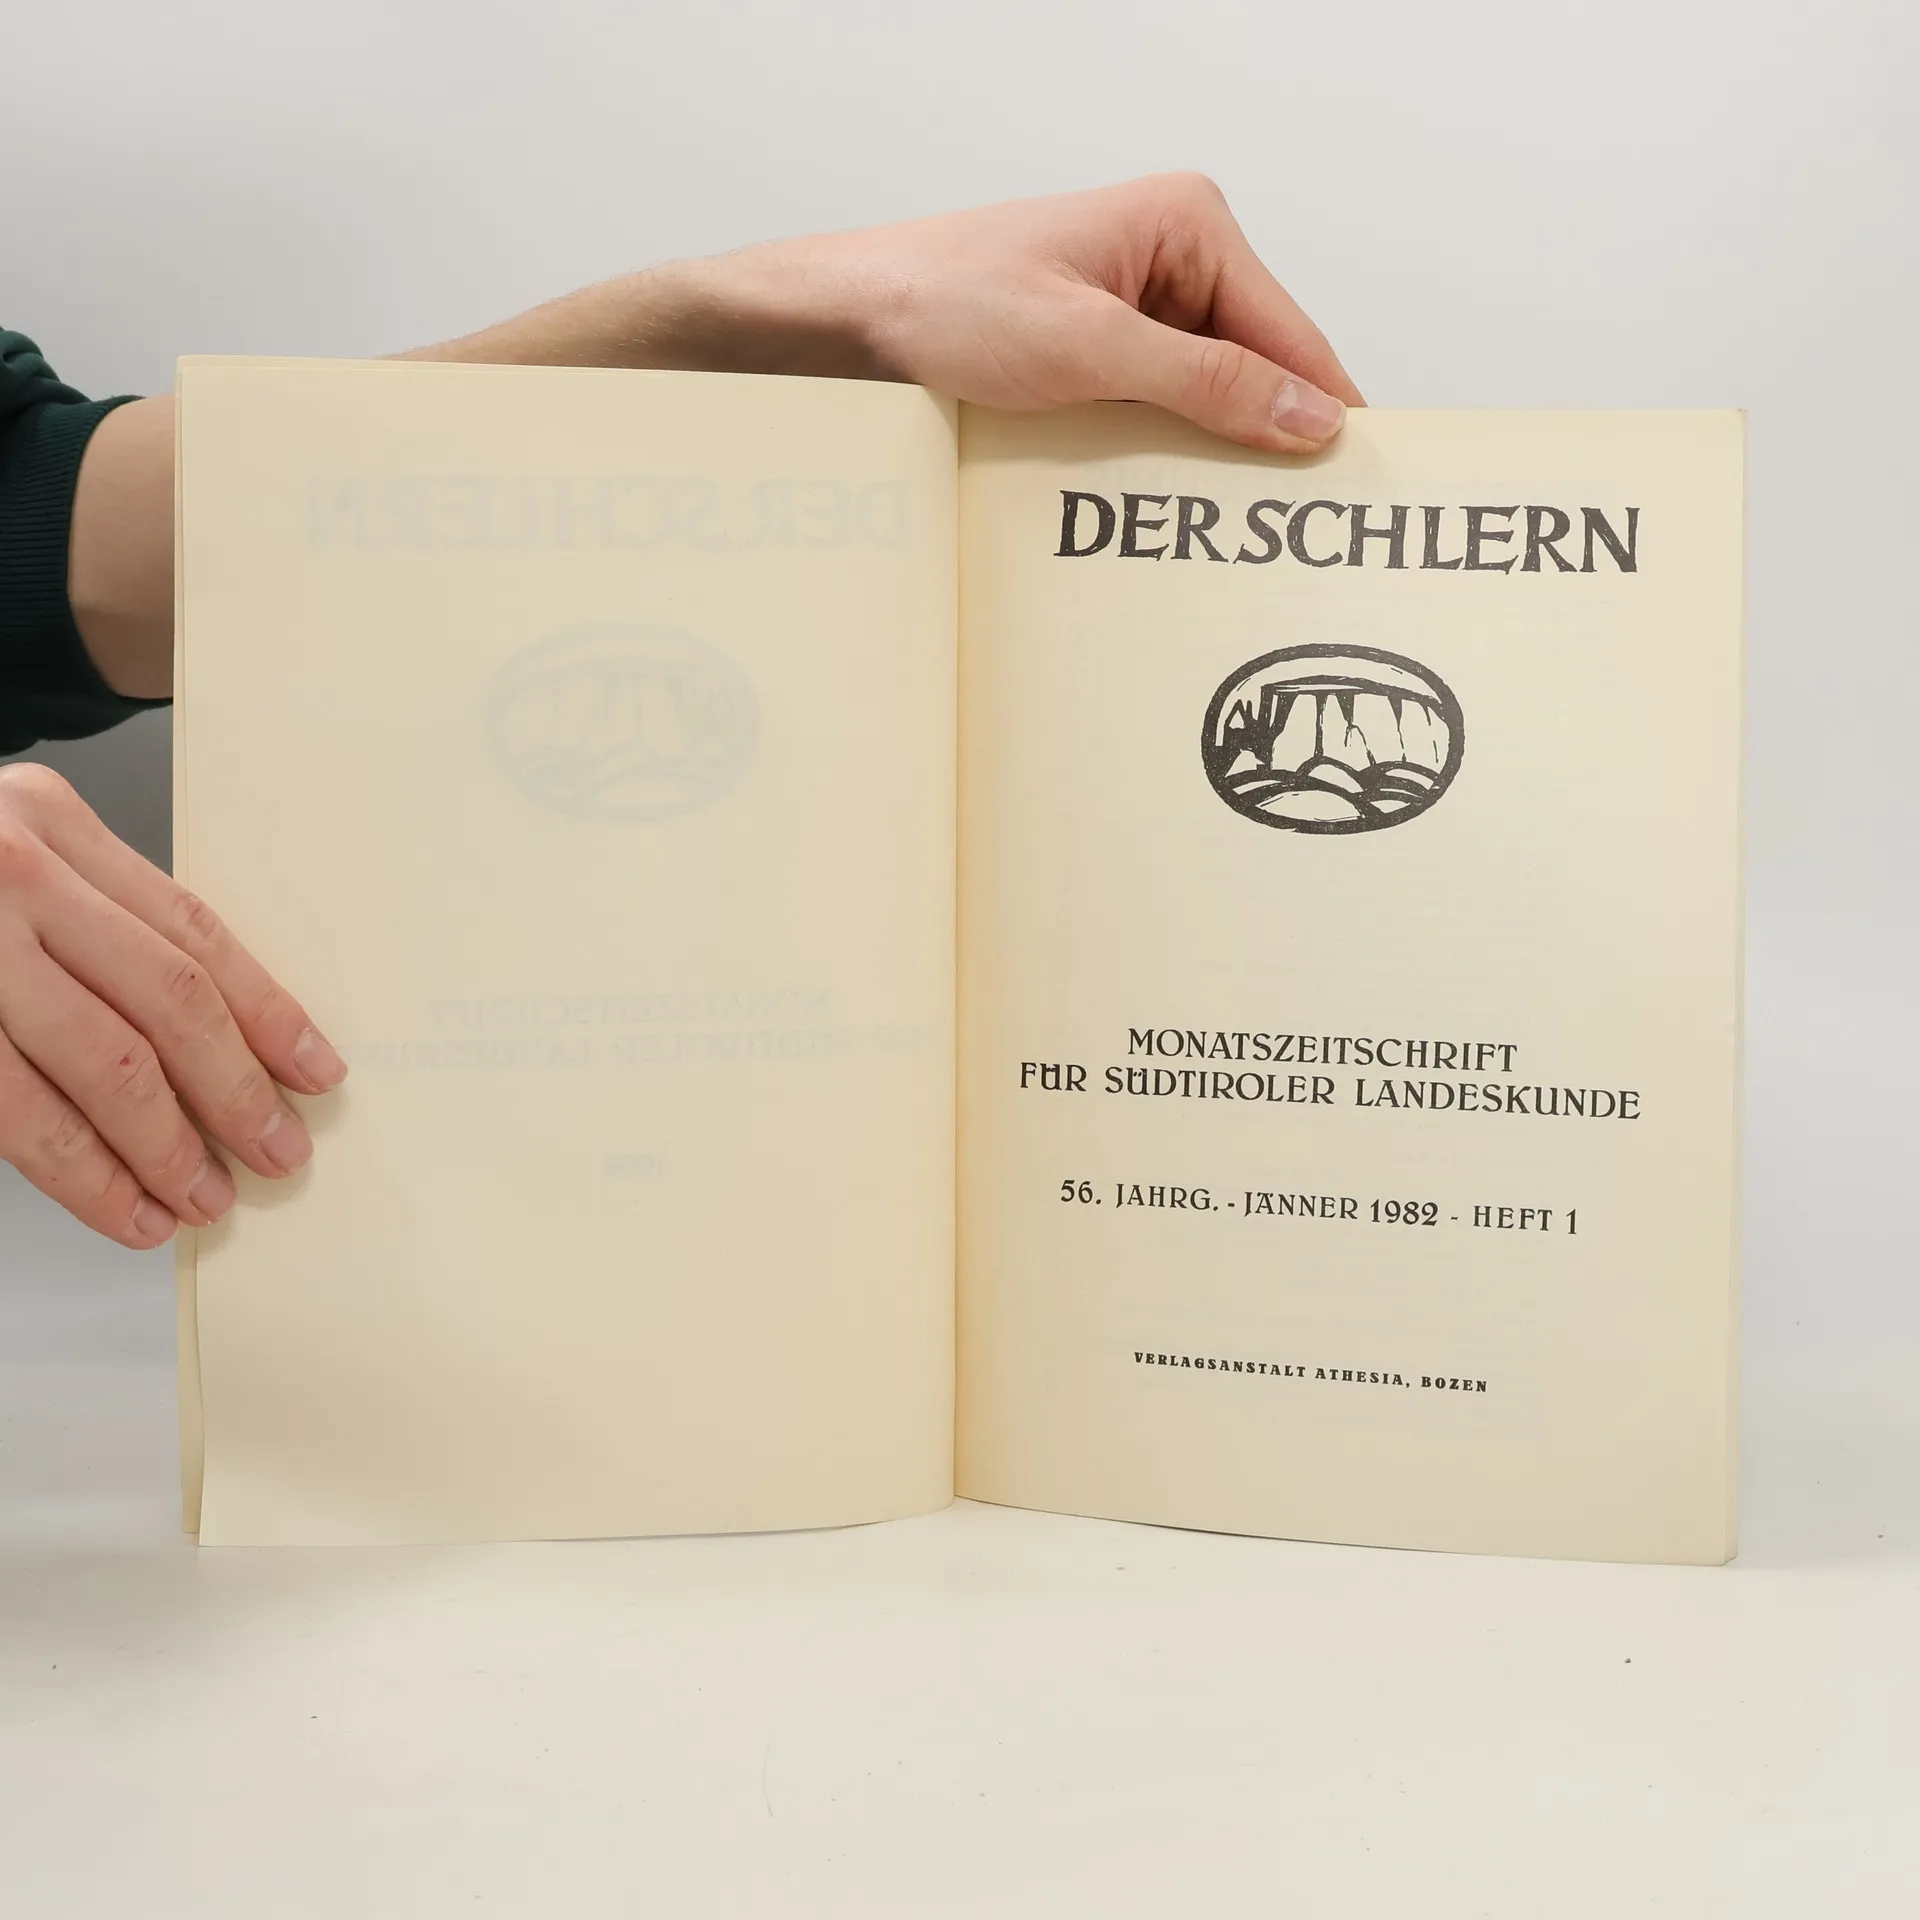 DER SCHLERN
MONATSZEITSCHRIFT
FÜR SÜDTIROLER LANDESKUNDE
56. JAHRG. - JÄNNER 1982 - HEFT 1
VERLAGSANSTALT ATHESIA, BOZEN